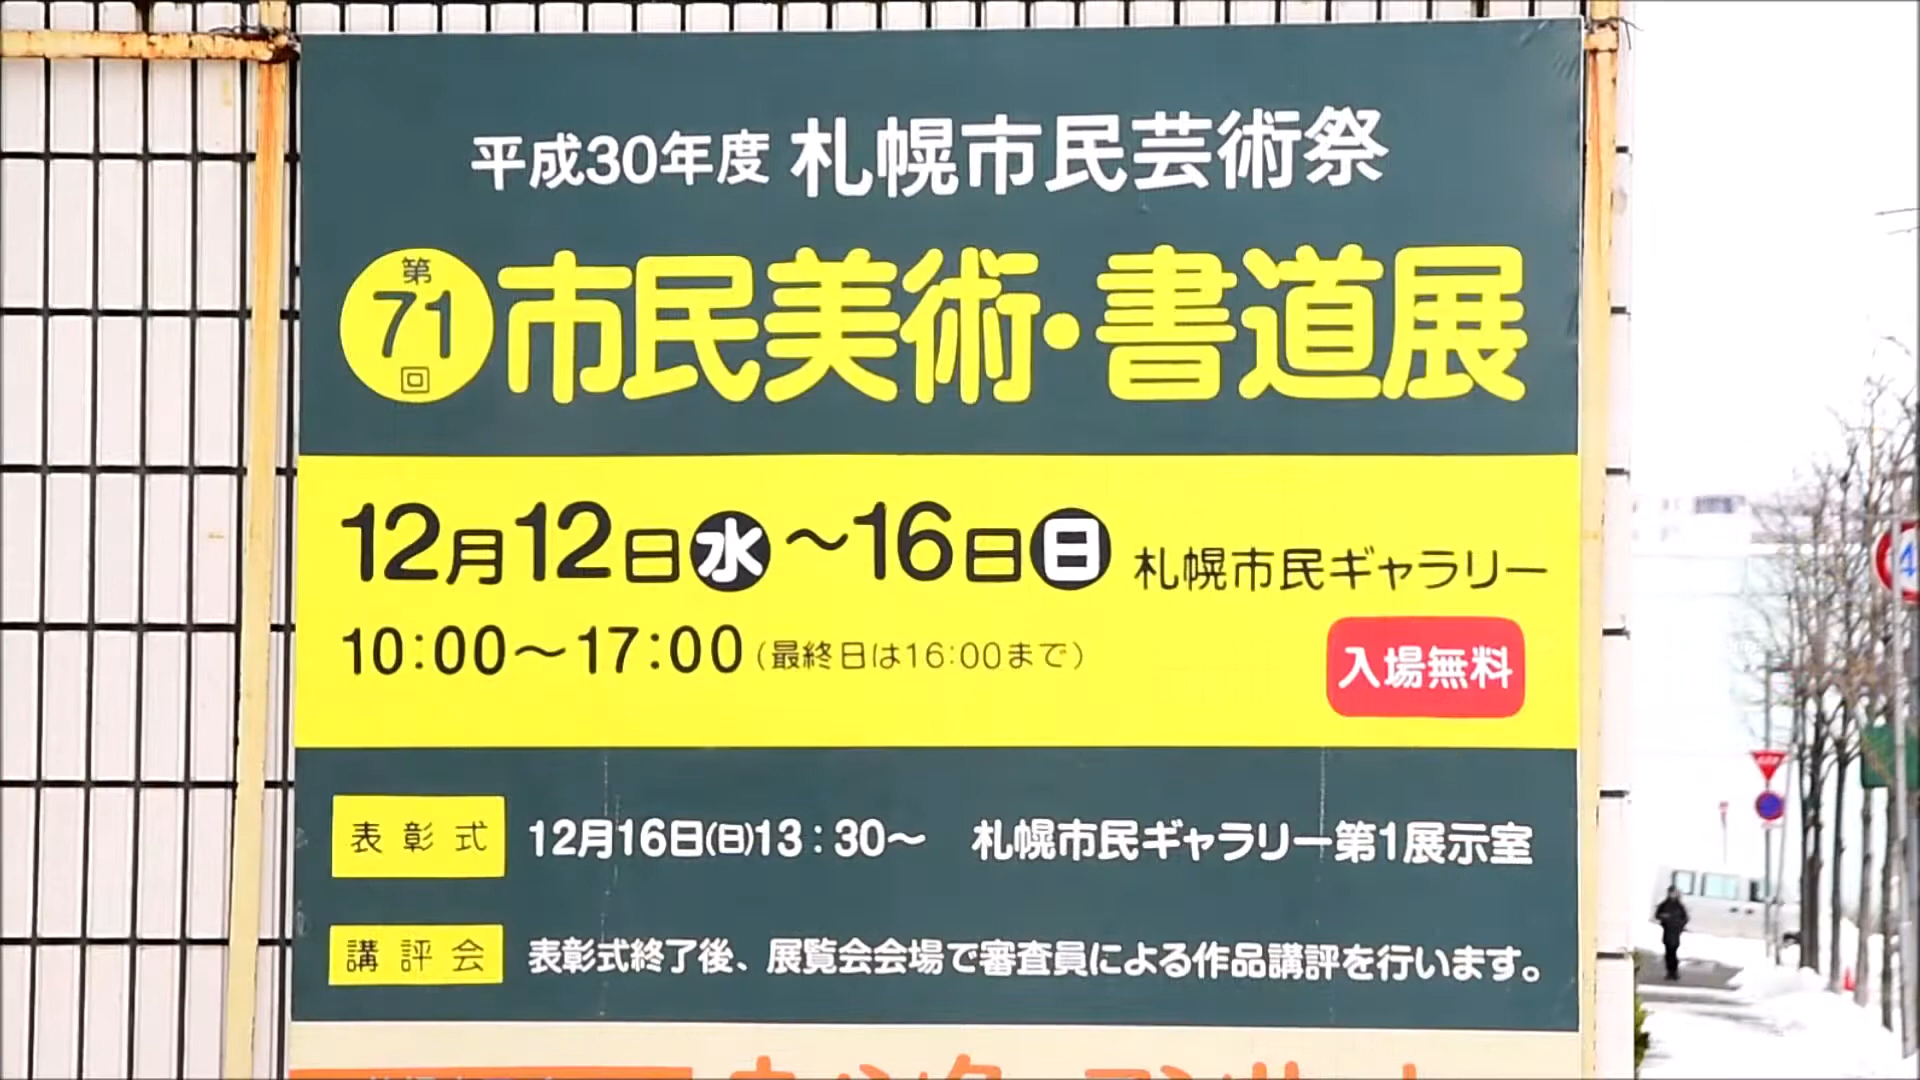 平成30年度 札幌市民芸術祭
第71回 市民美術・書道展
12月12日水～16日日 札幌市民ギャラリー
10:00～17:00（最終日は16:00まで）
入場無料
表彰式 12月16日(日)13：30～ 札幌市民ギャラリー第1展示室
講評会 表彰式終了後、展覧会会場で審査員による作品講評を行います。